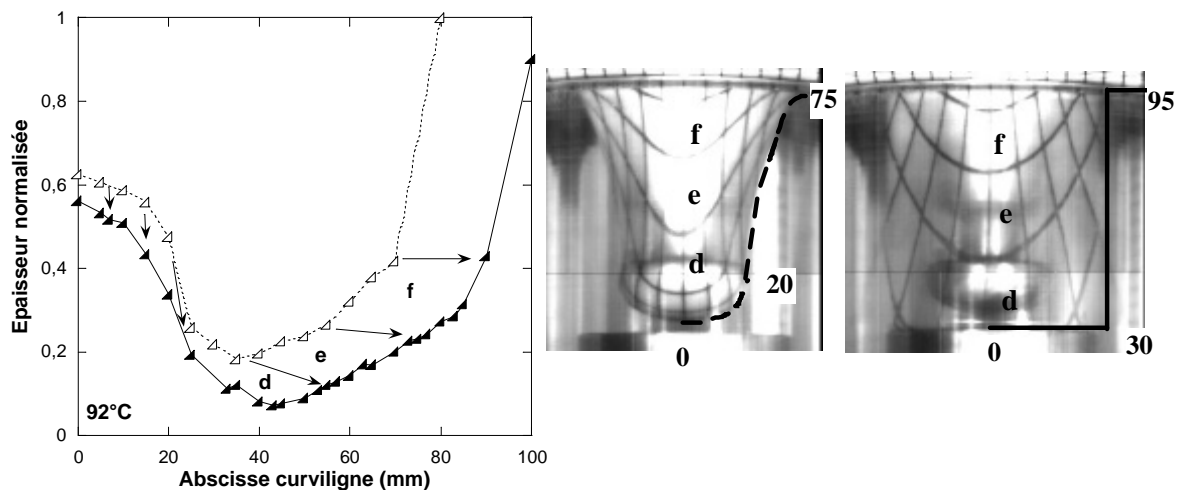 Epaisseur normalisée
1
0,8
0,6
0,4
0,2
0
0 20 40 60 80 100
Abscisse curviligne (mm)
92°C
d
e
f
75
f
e
d
20
0
95
f
e
d
30
0